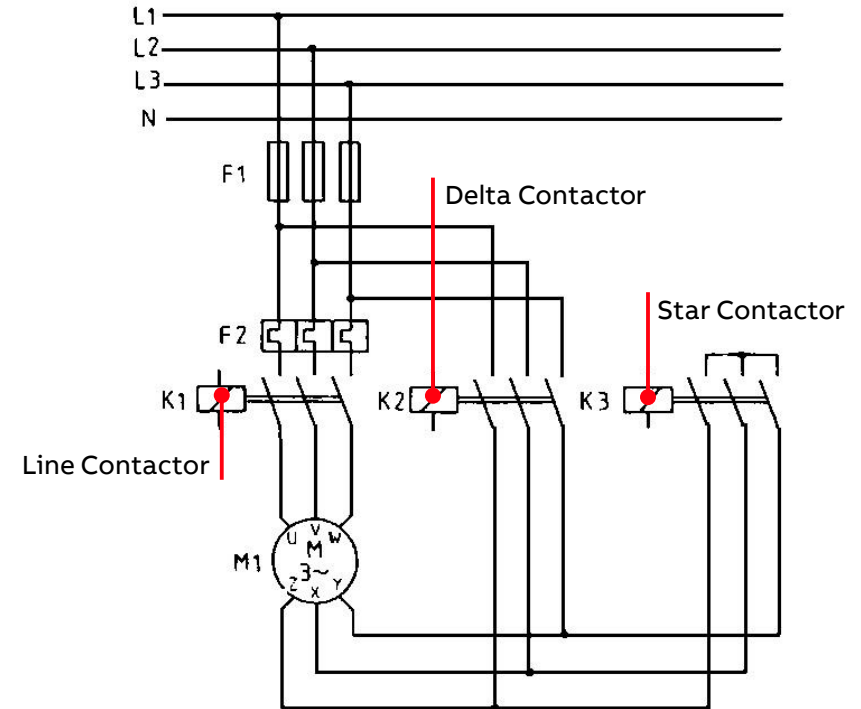 L1
L2
L3
N
F1
Delta Contactor
Star Contactor
F2
K1
K2
K3
Line Contactor
U V W
M1
M
3~
Z X Y